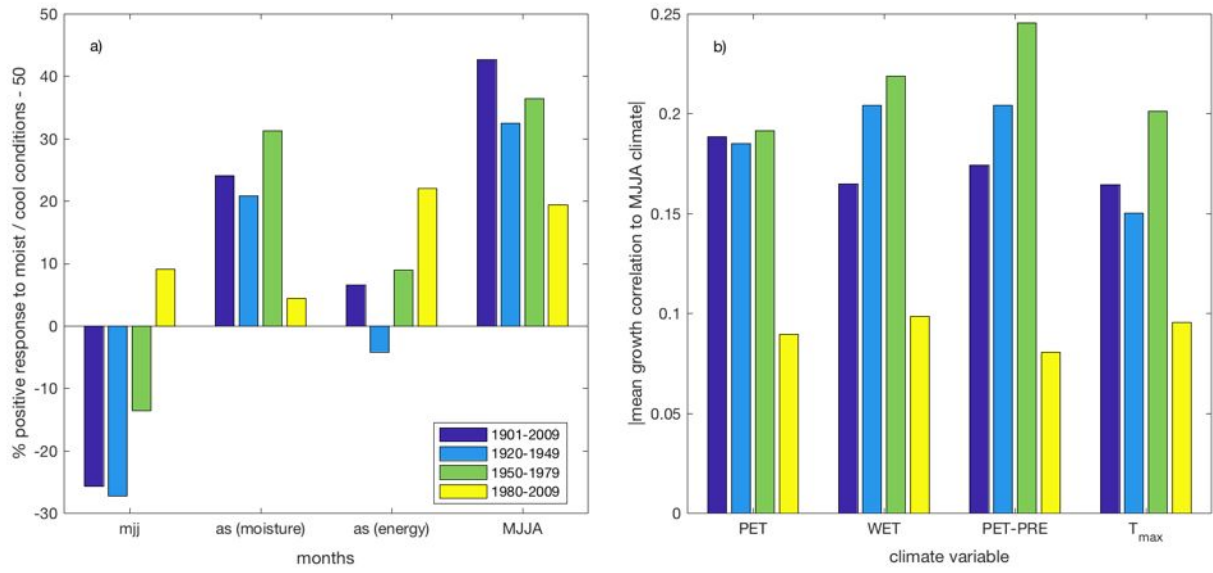 a)
% positive response to moist / cool conditions - 50
50
40
30
20
10
0
-10
-20
-30
mjj
as (moisture)
as (energy)
MJJA
months
1901-2009
1920-1949
1950-1979
1980-2009
b)
|mean growth correlation to MJJA climate|
0.25
0.2
0.15
0.1
0.05
0
PET
WET
PET-PRE
Tmax
climate variable